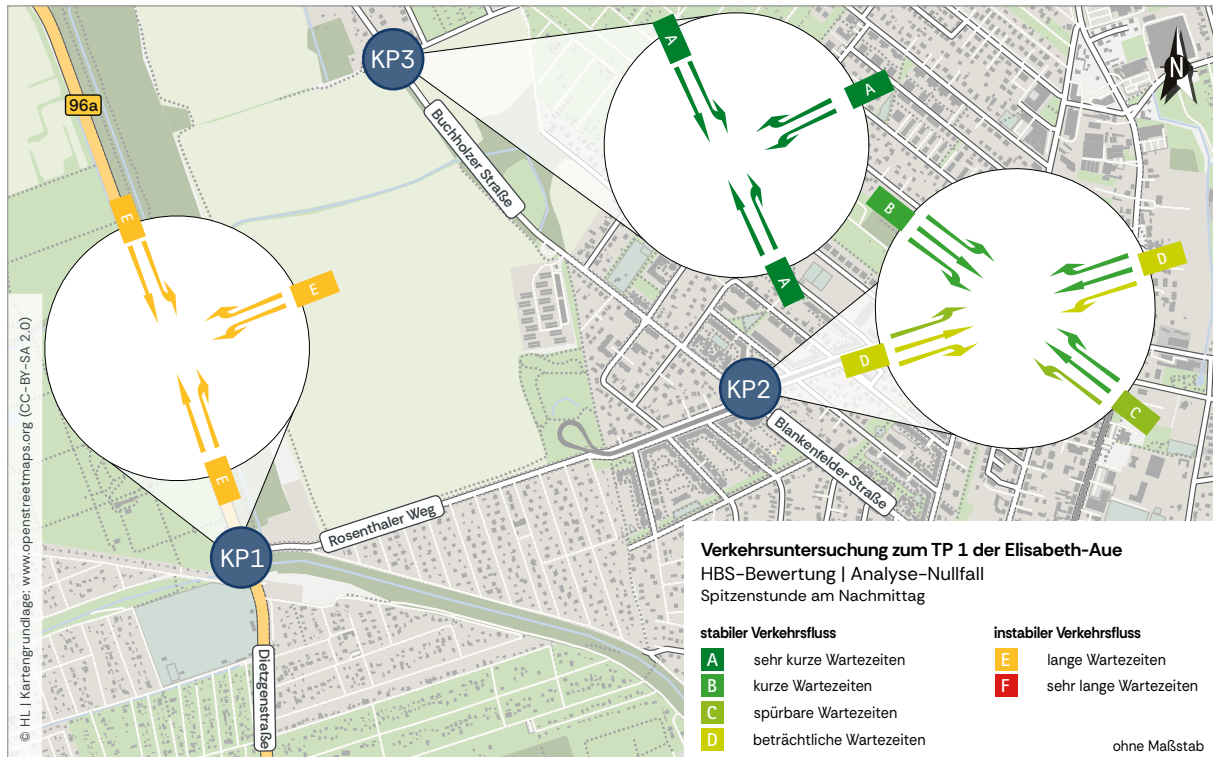 KP3
A
A
N
96a
Buchholzer Straße
B
E
D
E
A
D
KP2
C
Blankenfelder Straße
E
Rosenthaler Weg
KP1
Dietzgenstraße
© HL | Kartengrundlage: www.openstreetmaps.org (CC-BY-SA 2.0)
Verkehrsuntersuchung zum TP 1 der Elisabeth-Aue
HBS-Bewertung | Analyse-Nullfall
Spitzenstunde am Nachmittag
stabiler Verkehrsfluss
A sehr kurze Wartezeiten
B kurze Wartezeiten
C spürbare Wartezeiten
D beträchtliche Wartezeiten
instabiler Verkehrsfluss
E lange Wartezeiten
F sehr lange Wartezeiten
ohne Maßstab